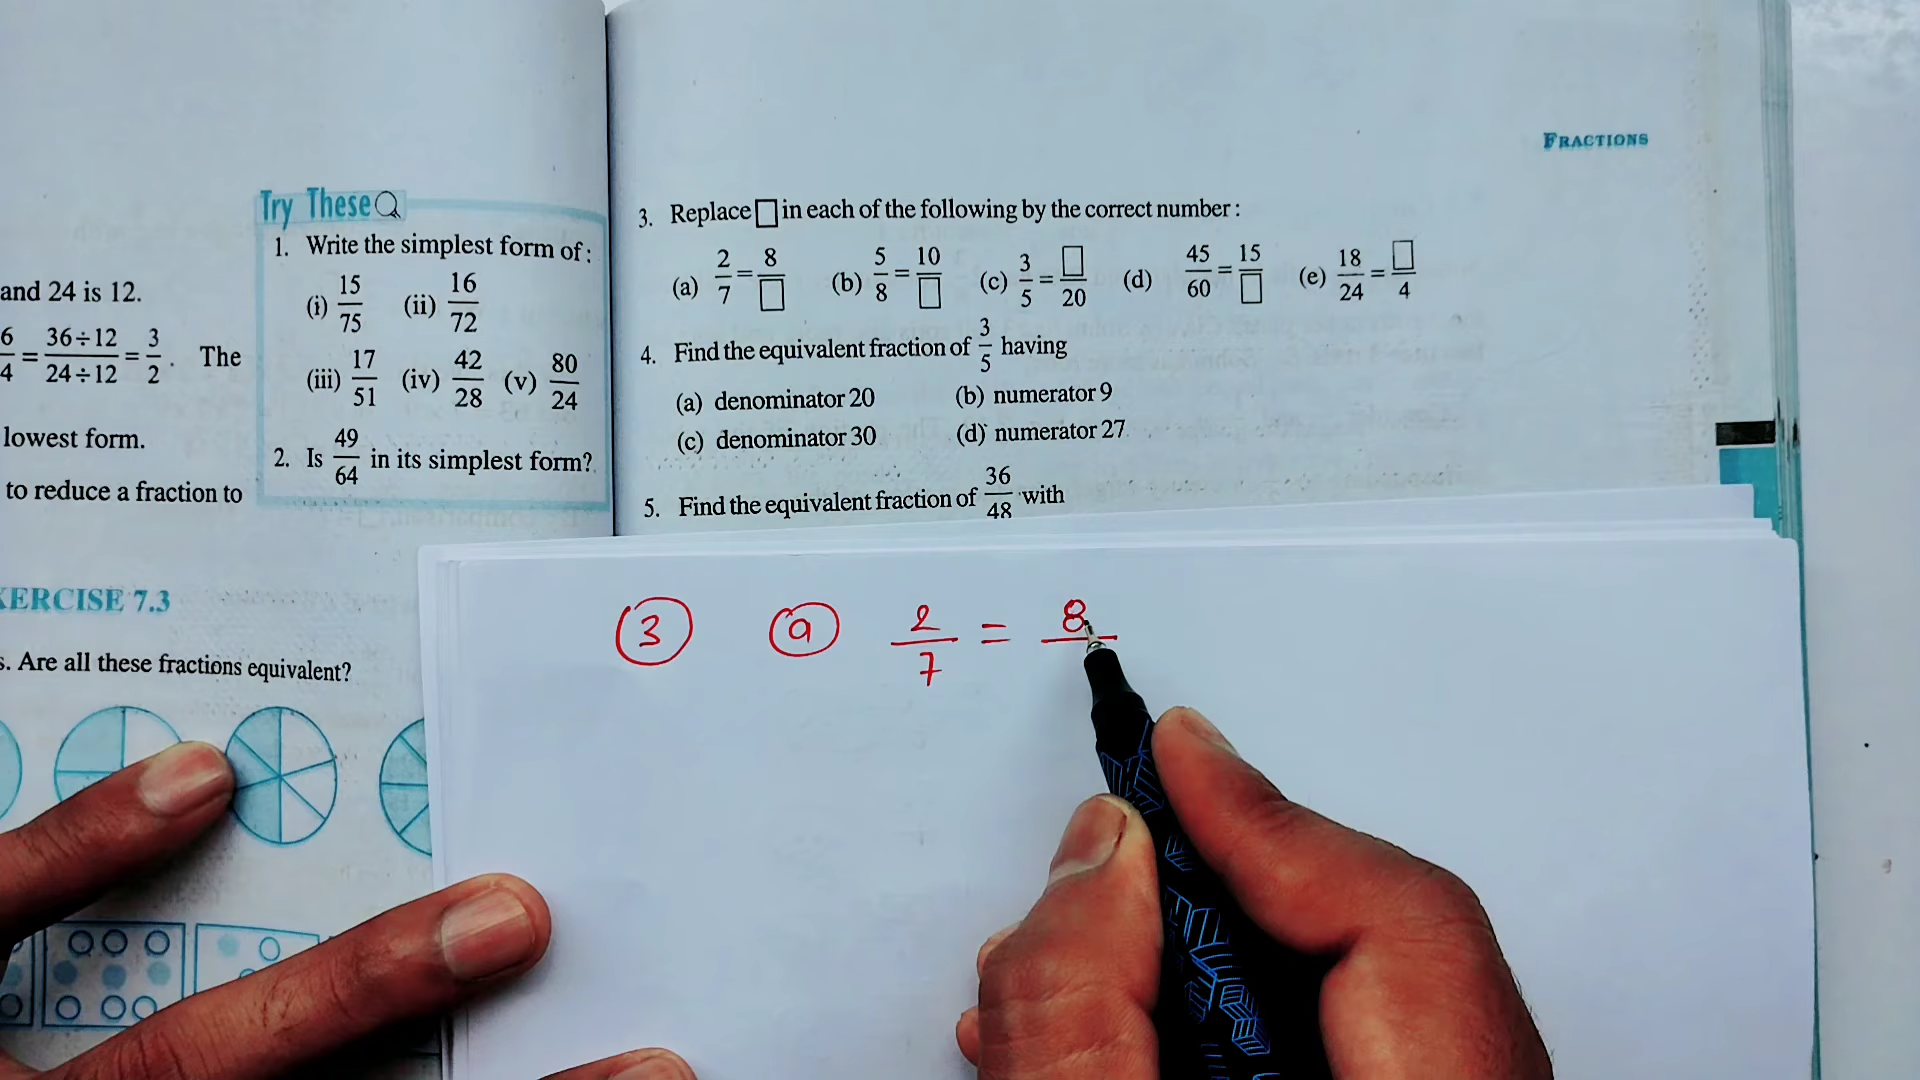 and 24 is 12.
6/4 = 36÷12/24÷12 = 3/2 . The
lowest form.
to reduce a fraction to
Try These
1. Write the simplest form of :
(i) 15/75 (ii) 16/72
(iii) 17/51 (iv) 42/28 (v) 80/24
2. Is 49/64 in its simplest form?
EXERCISE 7.3
s. Are all these fractions equivalent?
FRACTIONS
3. Replace □ in each of the following by the correct number :
(a) 2/7 = 8/□ (b) 5/8 = 10/□ (c) 3/5 = □/20 (d) 45/60 = 15/□ (e) 18/24 = □/4
4. Find the equivalent fraction of 3/5 having
(a) denominator 20 (b) numerator 9
(c) denominator 30 (d) numerator 27
5. Find the equivalent fraction of 36/48 with
3 a 2/7 = 8